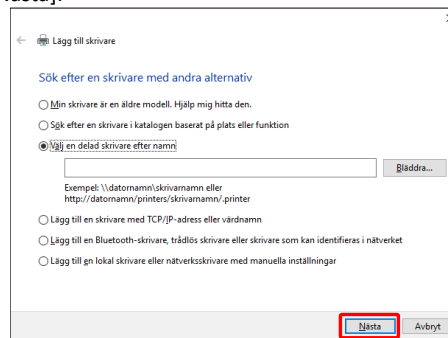 Lägg till skrivare
Sök efter en skrivare med andra alternativ
Min skrivare är en äldre modell. Hjälp mig hitta den.
Sök efter en skrivare i katalogen baserat på plats eller funktion
Välj en delad skrivare efter namn
Bläddra...
Exempel: \\datornamn\skrivarnamn eller
http://datornamn/printers/skrivarnamn/.printer
Lägg till en skrivare med TCP/IP-adress eller värdnamn
Lägg till en Bluetooth-skrivare, trådlös skrivare eller skrivare som kan identifieras i nätverket
Lägg till en lokal skrivare eller nätverksskrivare med manuella inställningar
Nästa Avbryt